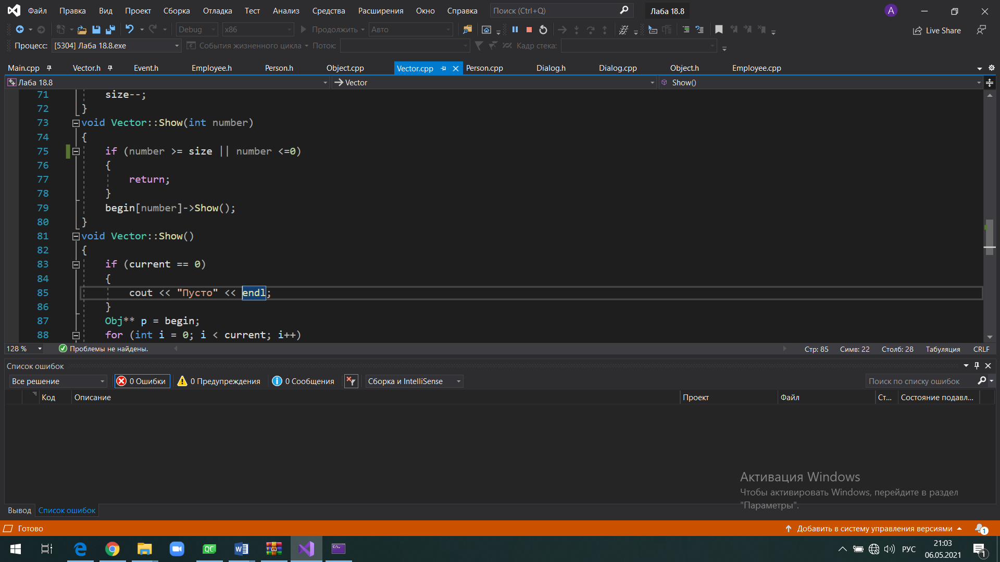 Файл Правка Вид Проект Сборка Отладка Тест Анализ Средства Расширения Окно Справка Поиск (Ctrl+Q) Лаба 18.8 A
Debug x86 Продолжить Авто Live Share
Процесс: [5304] Лаба 18.8.exe События жизненного цикла Поток: Кадр стека:
Main.cpp Vector.h Event.h Employee.h Person.h Object.cpp Vector.cpp Person.cpp Dialog.h Dialog.cpp Object.h Employee.cpp
Лаба 18.8 Vector Show()
71 size--;
72 }
73 void Vector::Show(int number)
74 {
75 if (number >= size || number <=0)
76 {
77 return;
78 }
79 begin[number]->Show();
80 }
81 void Vector::Show()
82 {
83 if (current == 0)
84 {
85 cout << "Пусто" << endl;
86 }
87 Obj** p = begin;
88 for (int i = 0; i < current; i++)
128 % Проблемы не найдены. Стр: 85 Симв: 22 Столб: 28 Табуляция CRLF
Список ошибок
Все решение 0 Ошибки 0 Предупреждения 0 Сообщения Сборка и IntelliSense Поиск по списку ошибок
Код Описание Проект Файл Ст... Состояние подавл...
Активация Windows
Чтобы активировать Windows, перейдите в раздел
"Параметры".
Вывод Список ошибок
Готово Добавить в систему управления версиями 1
QC C:\. РУС 21:03
06.05.2021 1